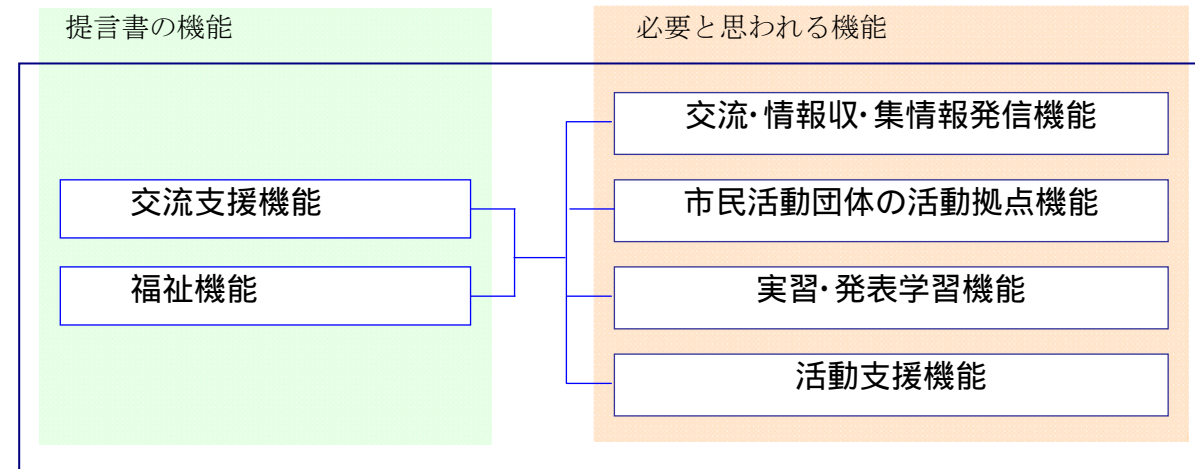 提言書の機能
必要と思われる機能
交流・情報収・集情報発信機能
交流支援機能
市民活動団体の活動拠点機能
福祉機能
実習・発表学習機能
活動支援機能